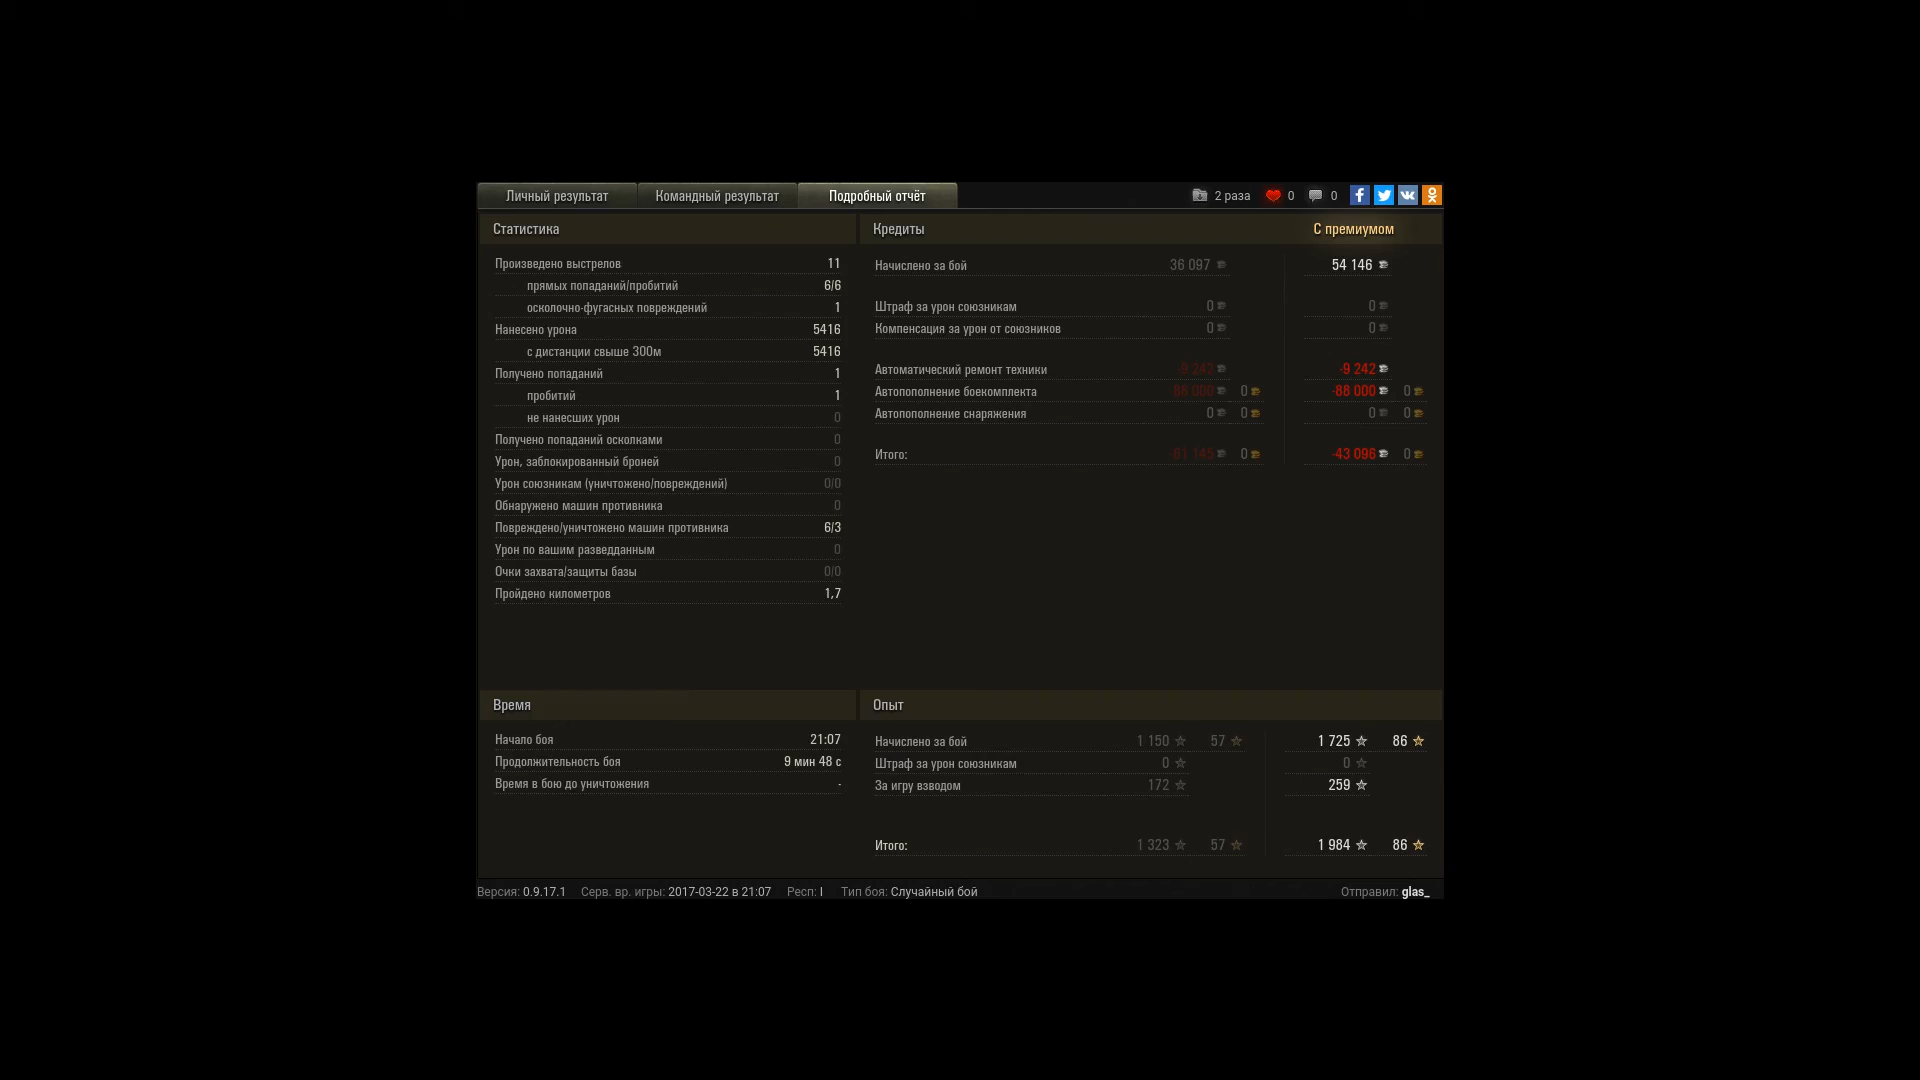 Личный результат Командный результат Подробный отчёт 2 раза 0 0
Статистика
Произведено выстрелов 11
прямых попаданий/пробитий 6/6
осколочно-фугасных повреждений 1
Нанесено урона 5416
с дистанции свыше 300м 5416
Получено попаданий 1
пробитий 1
не нанесших урон 0
Получено попаданий осколками 0
Урон, заблокированный броней 0
Урон союзникам (уничтожено/повреждений) 0/0
Обнаружено машин противника 0
Повреждено/уничтожено машин противника 6/3
Урон по вашим разведданным 0
Очки захвата/защиты базы 0/0
Пройдено километров 1,7
Кредиты С премиумом
Начислено за бой 36 097 54 146
Штраф за урон союзникам 0 0
Компенсация за урон от союзников 0 0
Автоматический ремонт техники -9 242 -9 242
Автопополнение боекомплекта -88 000 0 -88 000 0
Автопополнение снаряжения 0 0 0 0
Итого: -61 145 0 -43 096 0
Время
Начало боя 21:07
Продолжительность боя 9 мин 48 с
Время в бою до уничтожения -
Опыт
Начислено за бой 1 150 57 1 725 86
Штраф за урон союзникам 0 0
За игру взводом 172 259
Итого: 1 323 57 1 984 86
Версия: 0.9.17.1 Серв. вр. игры: 2017-03-22 в 21:07 Респ: I Тип боя: Случайный бой Отправил: glas_